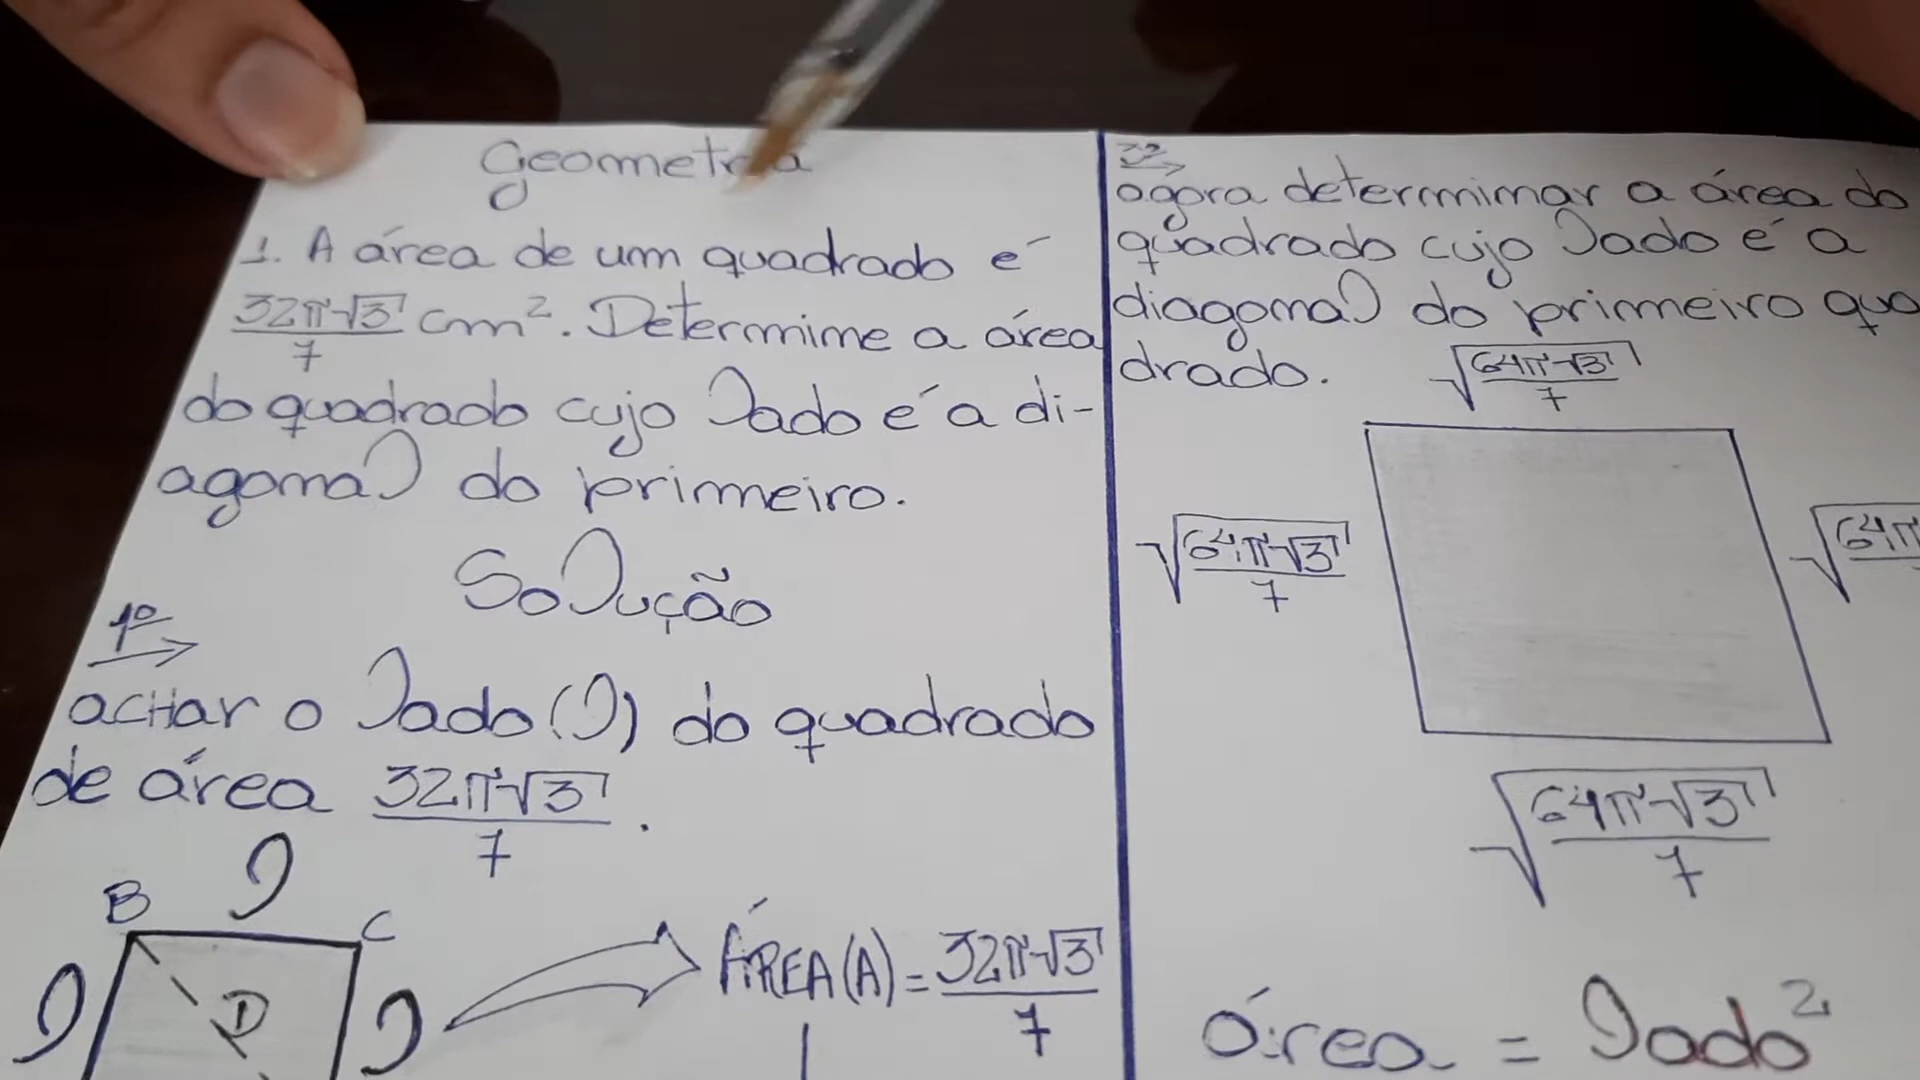 Geometria
1. A área de um quadrado é
32π√3/7 cm². Determine a área
do quadrado cujo lado é a di-
agonal do primeiro.
Solução
1º
achar o lado (l) do quadrado
de área 32π√3/7.
B l C
l D l
ÁREA(A) = 32π√3/7
3º
agora determinar a área do
quadrado cujo lado é a
diagonal do primeiro qua
drado.
√(64π√3/7)
√(64π√3/7)
√(64π
√(64π√3/7)
área = lado²